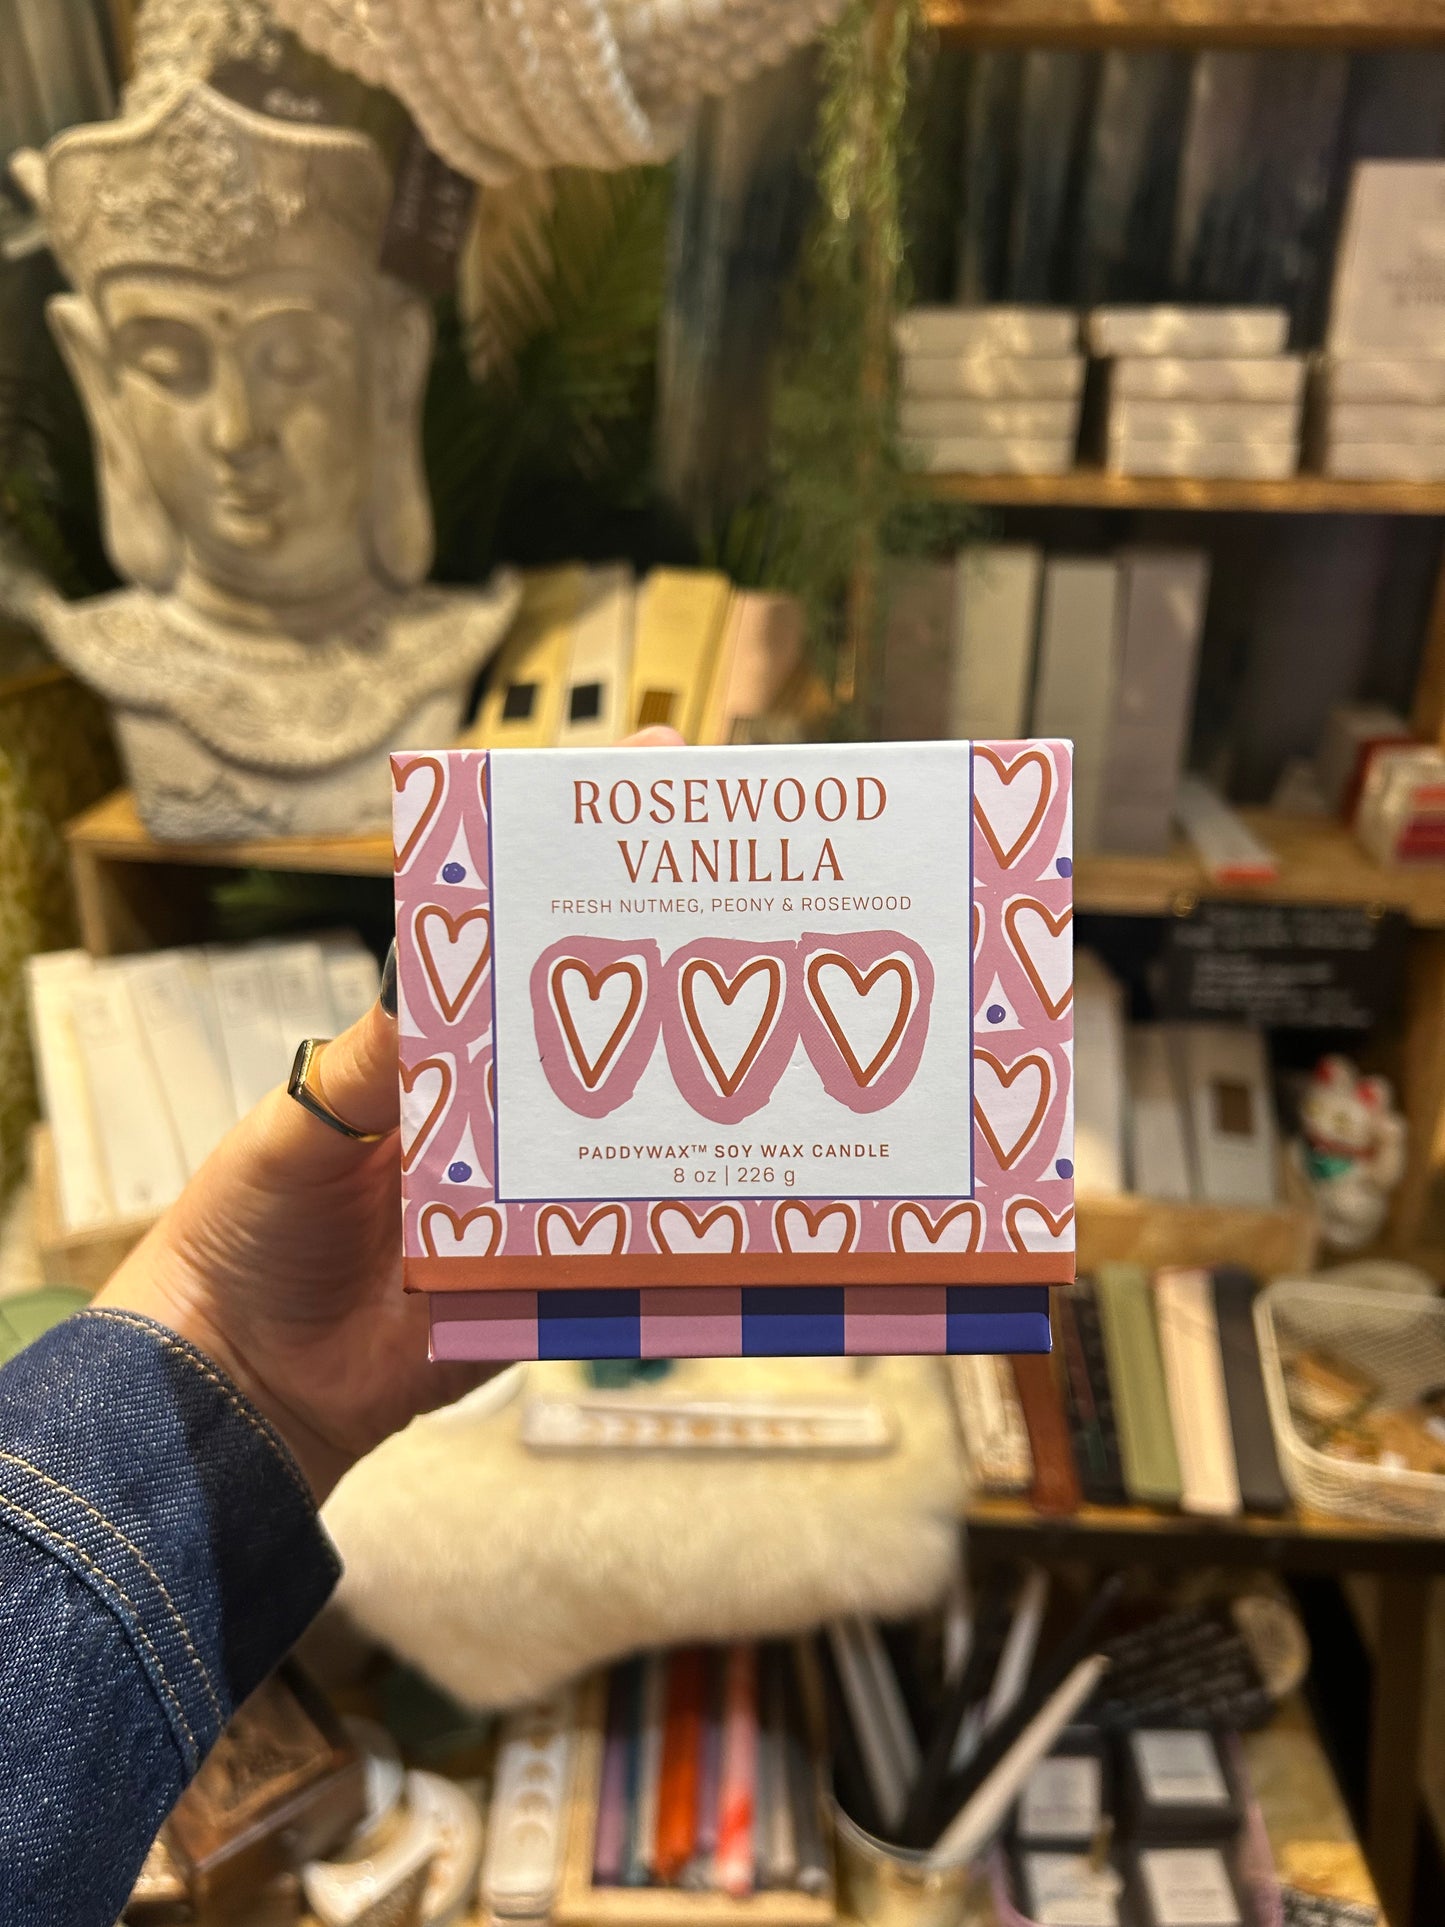 ROSEWOOD
VANILLA
FRESH NUTMEG, PEONY & ROSEWOOD
PADDYWAX™ SOY WAX CANDLE
8 oz | 226 g